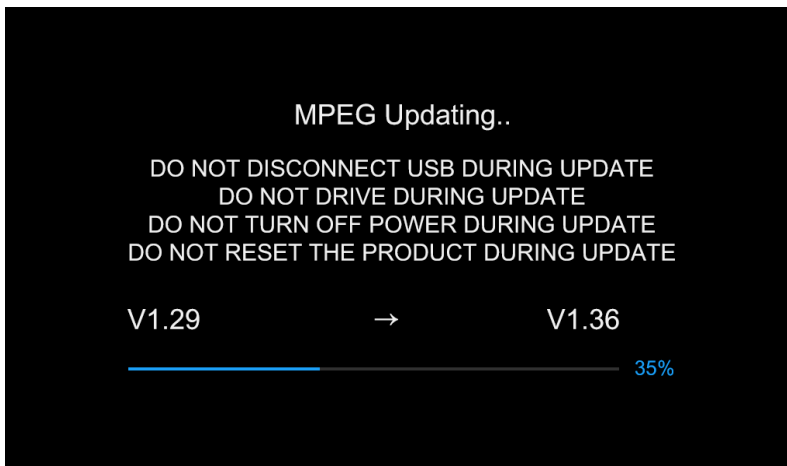 MPEG Updating..
DO NOT DISCONNECT USB DURING UPDATE
DO NOT DRIVE DURING UPDATE
DO NOT TURN OFF POWER DURING UPDATE
DO NOT RESET THE PRODUCT DURING UPDATE
V1.29 → V1.36
35%